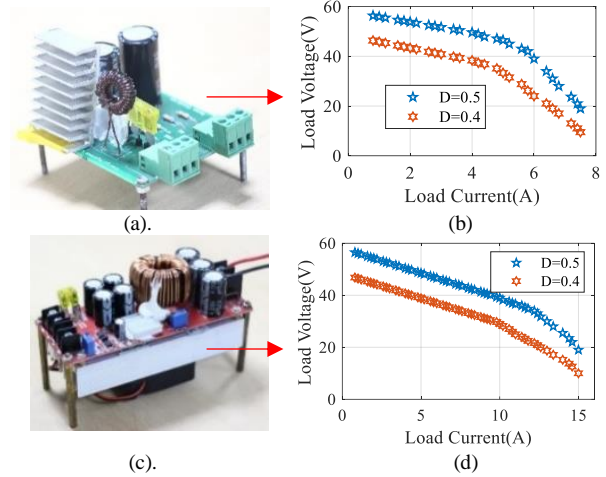 60
40
20
0
Load Voltage(V)
D=0.5
D=0.4
0 2 4 6 8
Load Current(A)
(a). (b)
60
40
20
0
Load Voltage(V)
D=0.5
D=0.4
0 5 10 15
Load Current(A)
(c). (d)